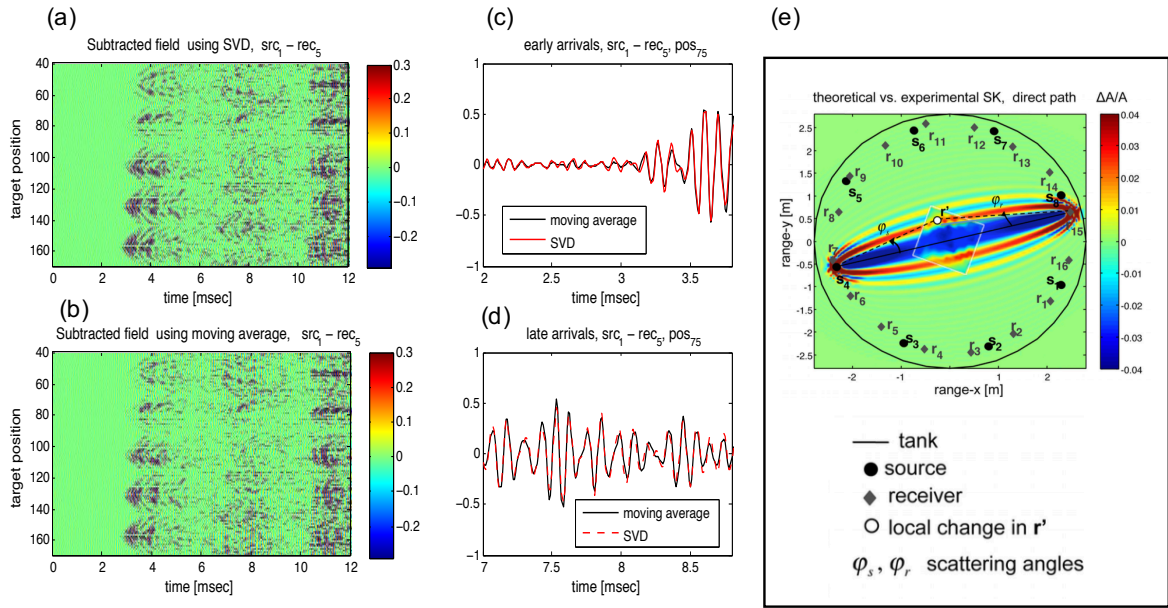 (a)
Subtracted field using SVD, src1 – rec5
40
60
80
100
120
140
160
target position
0
2
4
6
8
10
12
time [msec]
0.3
0.2
0.1
0
−0.1
−0.2
(b)
Subtracted field using moving average, src1 – rec5
40
60
80
100
120
140
160
target position
0
2
4
6
8
10
12
time [msec]
0.3
0.2
0.1
0
−0.1
−0.2
(c)
early arrivals, src1 – rec5, pos75
1
0.5
0
−0.5
−1
moving average
SVD
2
2.5
3
3.5
time [msec]
(d)
late arrivals, src1 – rec5, pos75
1
0.5
0
−0.5
−1
moving average
SVD
7
7.5
8
8.5
time [msec]
(e)
theoretical vs. experimental SK, direct path
ΔA/A
2.5
2
1.5
1
0.5
0
-0.5
-1
-1.5
-2
-2.5
range-y [m]
-2
-1
0
1
2
range-x [m]
s6
r11
r12
s7
r10
r13
r9
s5
r14
s8
r8
r'
φr
r15
r7
φs
s4
r16
r6
r1
r5
s3
r4
r3
s2
r2
0.04
0.03
0.02
0.01
0
-0.01
-0.02
-0.03
-0.04
tank
source
receiver
local change in r'
φs , φr scattering angles